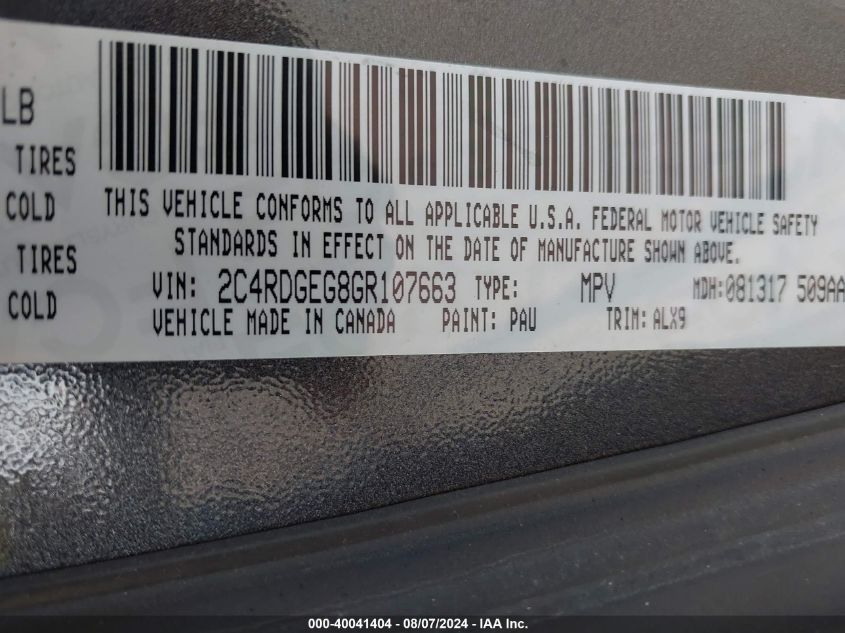 LB
TIRES
COLD
TIRES
COLD
THIS VEHICLE CONFORMS TO ALL APPLICABLE U.S.A. FEDERAL MOTOR VEHICLE SAFETY
STANDARDS IN EFFECT ON THE DATE OF MANUFACTURE SHOWN ABOVE.
VIN: 2C4RDGEG8GR107663 TYPE: MPV MDH:081317 509AA
VEHICLE MADE IN CANADA PAINT: PAU TRIM: ALX9
000-40041404 - 08/07/2024 - IAA Inc.